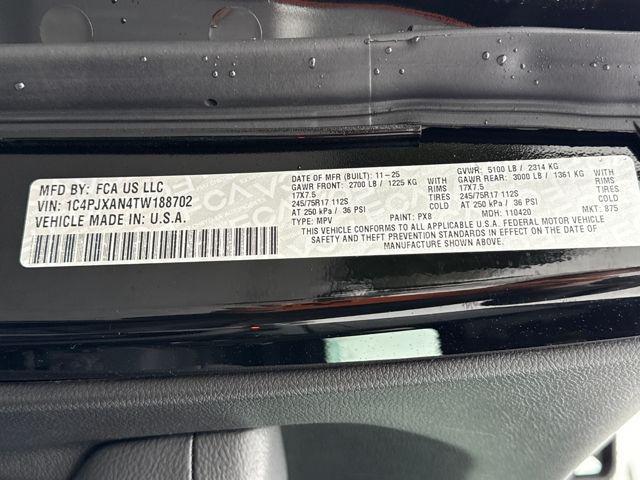 MFD BY: FCA US LLC
VIN: 1C4PJXAN4TW188702
VEHICLE MADE IN: U.S.A.
DATE OF MFR (BUILT): 11-25
GAWR FRONT: 2700 LB / 1225 KG
17X7.5
WITH
RIMS
245/75R17 112S
TIRES
AT 250 kPa / 36 PSI
TYPE: MPV
PAINT: PX8
GVWR: 5100 LB / 2314 KG
GAWR REAR: 3000 LB / 1361 KG
17X7.5
WITH
RIMS
245/75R17 112S
TIRES
AT 250 kPa / 36 PSI
MDH: 110420
MKT: 875
THIS VEHICLE CONFORMS TO ALL APPLICABLE U.S.A. FEDERAL MOTOR VEHICLE
SAFETY AND THEFT PREVENTION STANDARDS IN EFFECT ON THE DATE OF
MANUFACTURE SHOWN ABOVE.